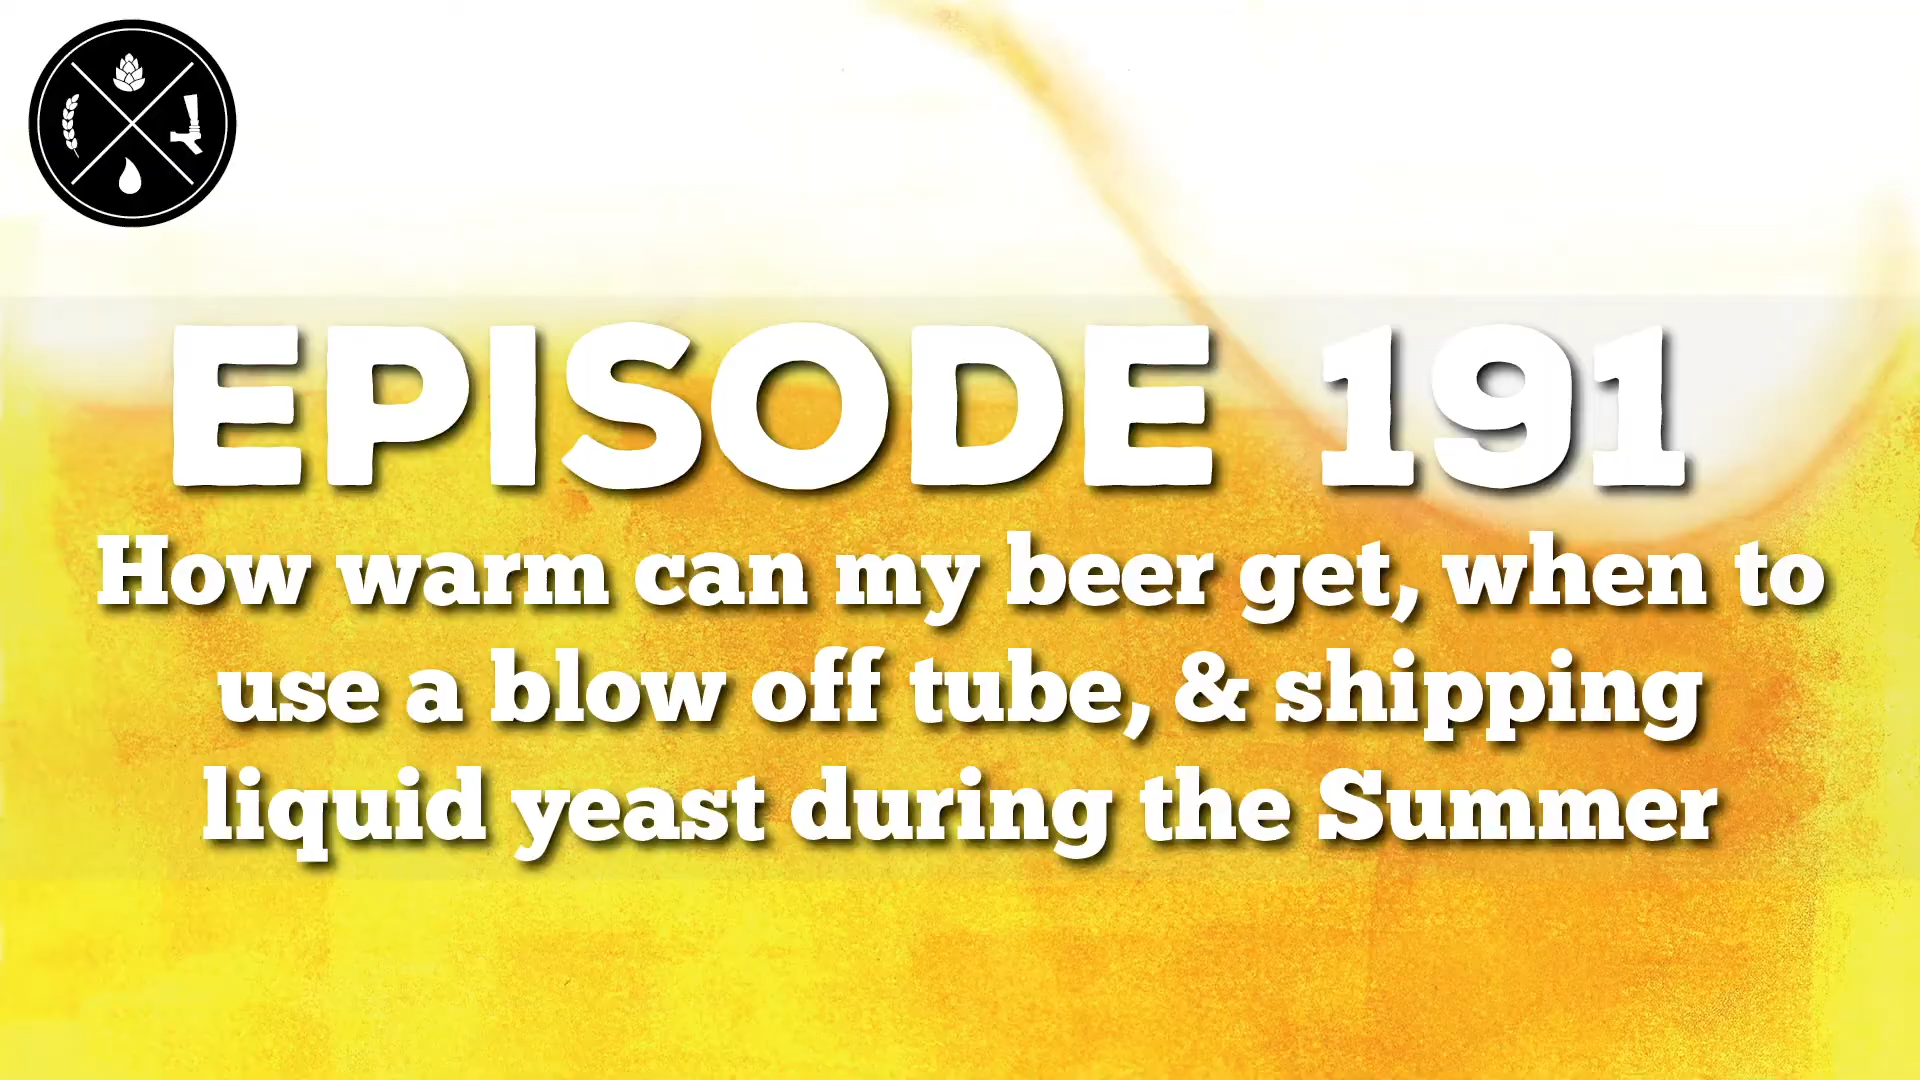 EPISODE 191
How warm can my beer get, when to
use a blow off tube, & shipping
liquid yeast during the Summer